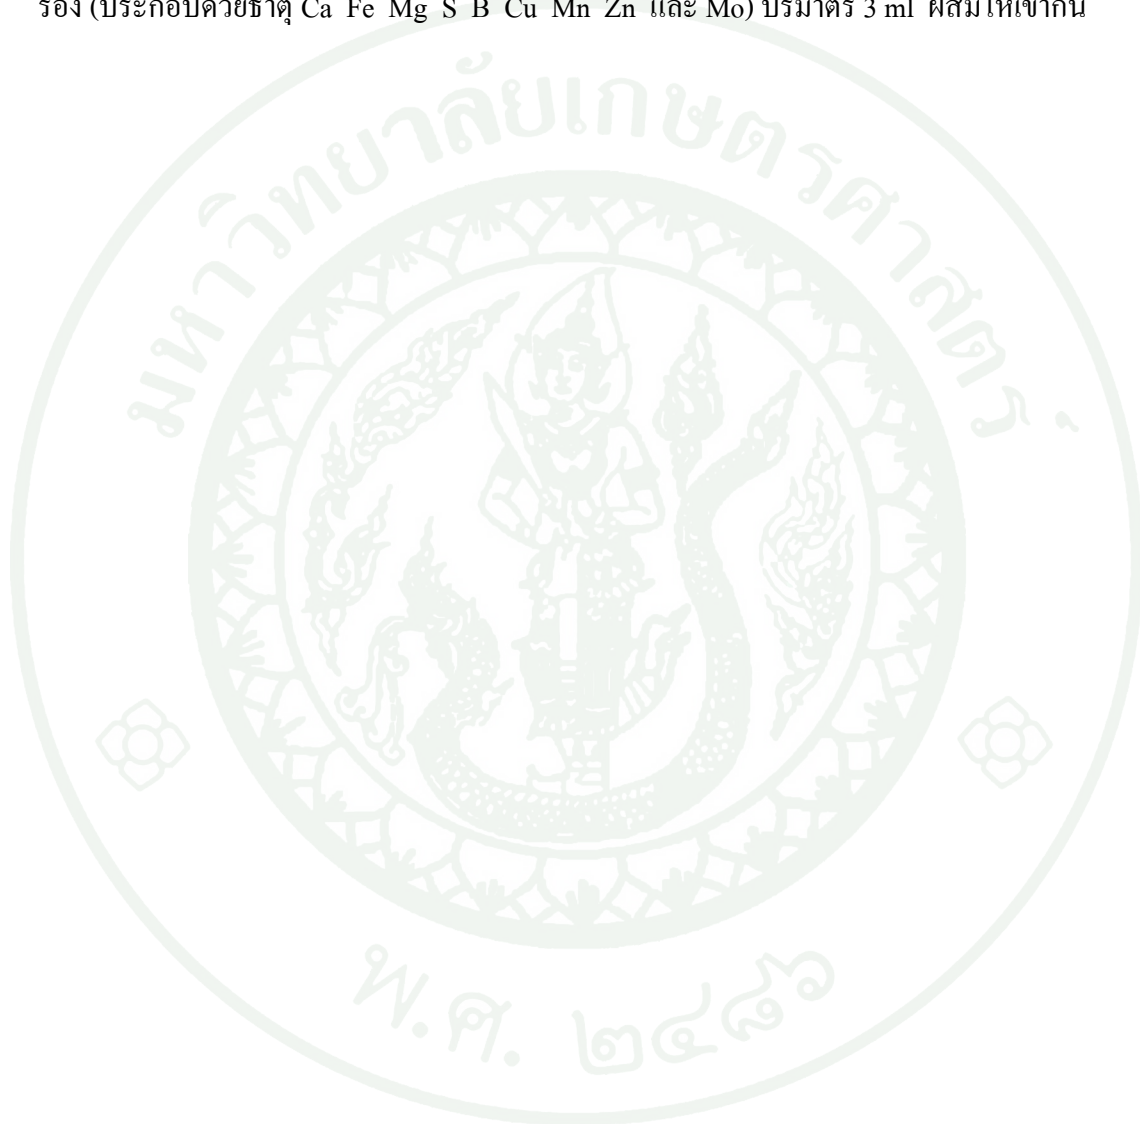 รอง (ประกอบด้วยธาตุ Ca Fe Mg S B Cu Mn Zn และ Mo) ปริมาตร 3 ml ผสมให้เข้ากัน
มหาวิทยาลัยเกษตรศาสตร์
พ.ศ. ๒๔๘๖